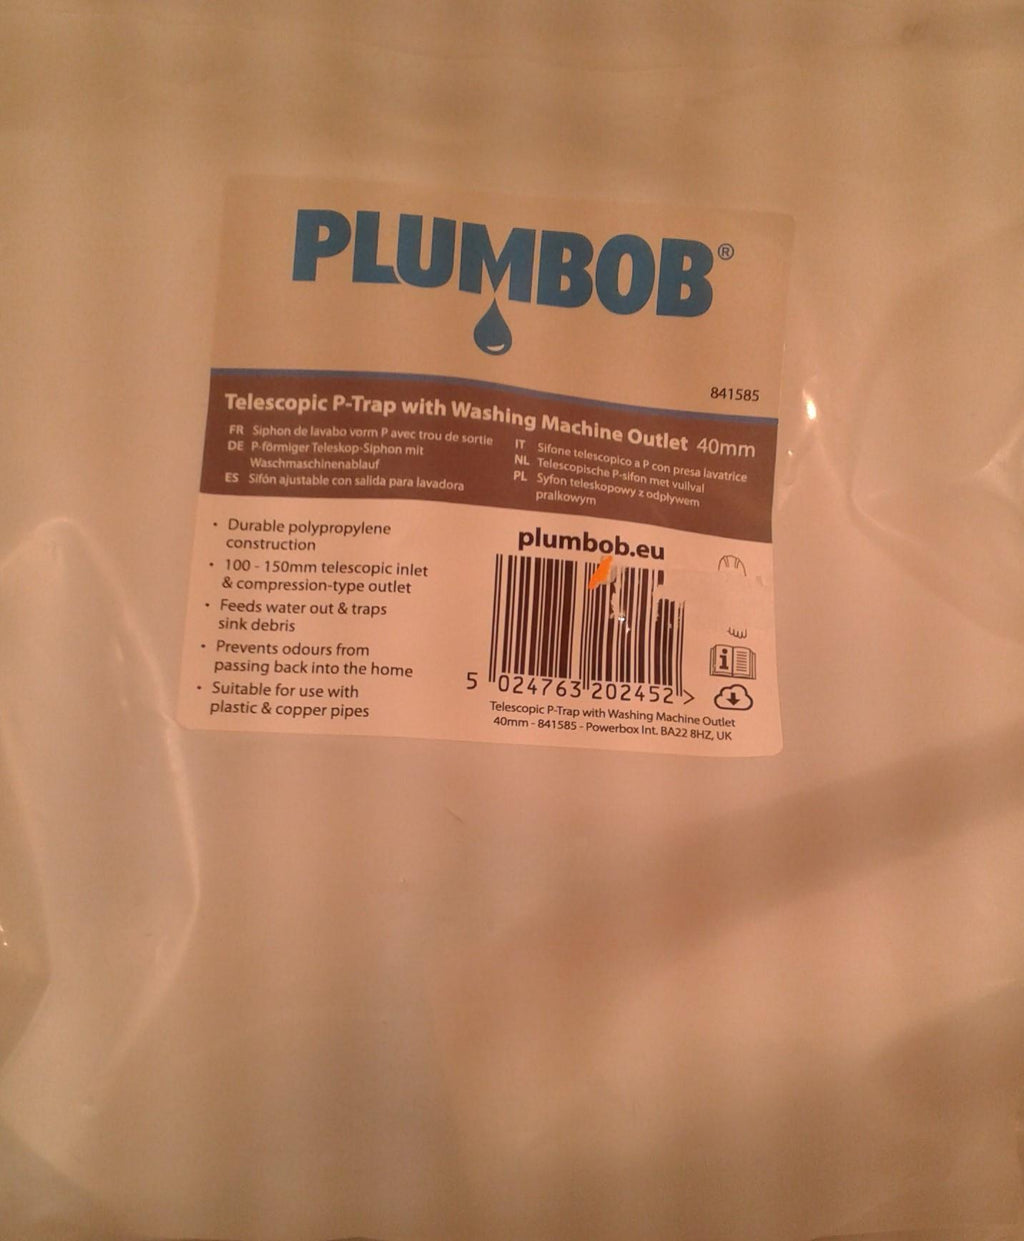 PLUMBOB®
841585
Telescopic P-Trap with Washing Machine Outlet 40mm
FR Siphon de lavabo vorm P avec trou de sortie
DE P-förmiger Teleskop-Siphon mit
Waschmaschinenablauf
ES Sifón ajustable con salida para lavadora
IT Sifone telescopico a P con presa lavatrice
NL Telescopische P-sifon met vuilval
PL Syfon teleskopowy z odpływem
pralkowym
• Durable polypropylene
construction
• 100 - 150mm telescopic inlet
& compression-type outlet
• Feeds water out & traps
sink debris
• Prevents odours from
passing back into the home
• Suitable for use with
plastic & copper pipes
plumbob.eu
5 024763 202452 >
Telescopic P-Trap with Washing Machine Outlet
40mm - 841585 - Powerbox Int. BA22 8HZ, UK